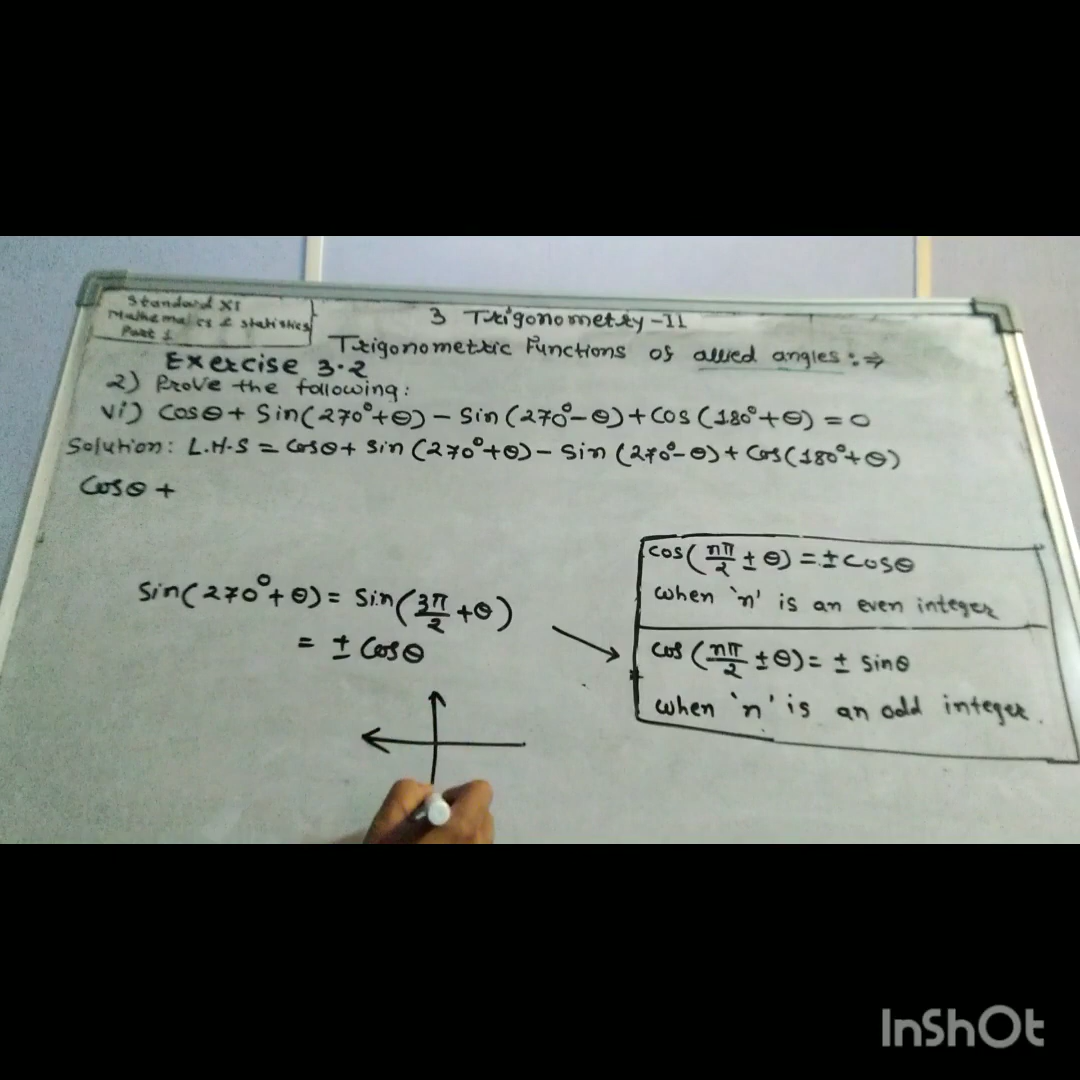 Standard XI
Mathematics & Statistics
Part 1
3 Trigonometry-II
Trigonometric Functions of allied angles:⇒
Exercise 3.2
2) Prove the following:
vi) Cosθ + Sin(270°+θ) − Sin(270°−θ) + Cos(180°+θ) = 0
Solution: L.H.S = Cosθ + Sin(270°+θ) − Sin(270°−θ) + Cos(180°+θ)
Cosθ +
Sin(270°+θ) = Sin(3π/2 +θ)
= ± Cosθ
cos(nπ/2 ± θ) = ± Cosθ
when 'n' is an even integer
cos(nπ/2 ± θ) = ± Sinθ
when 'n' is an odd integer.
InShOt